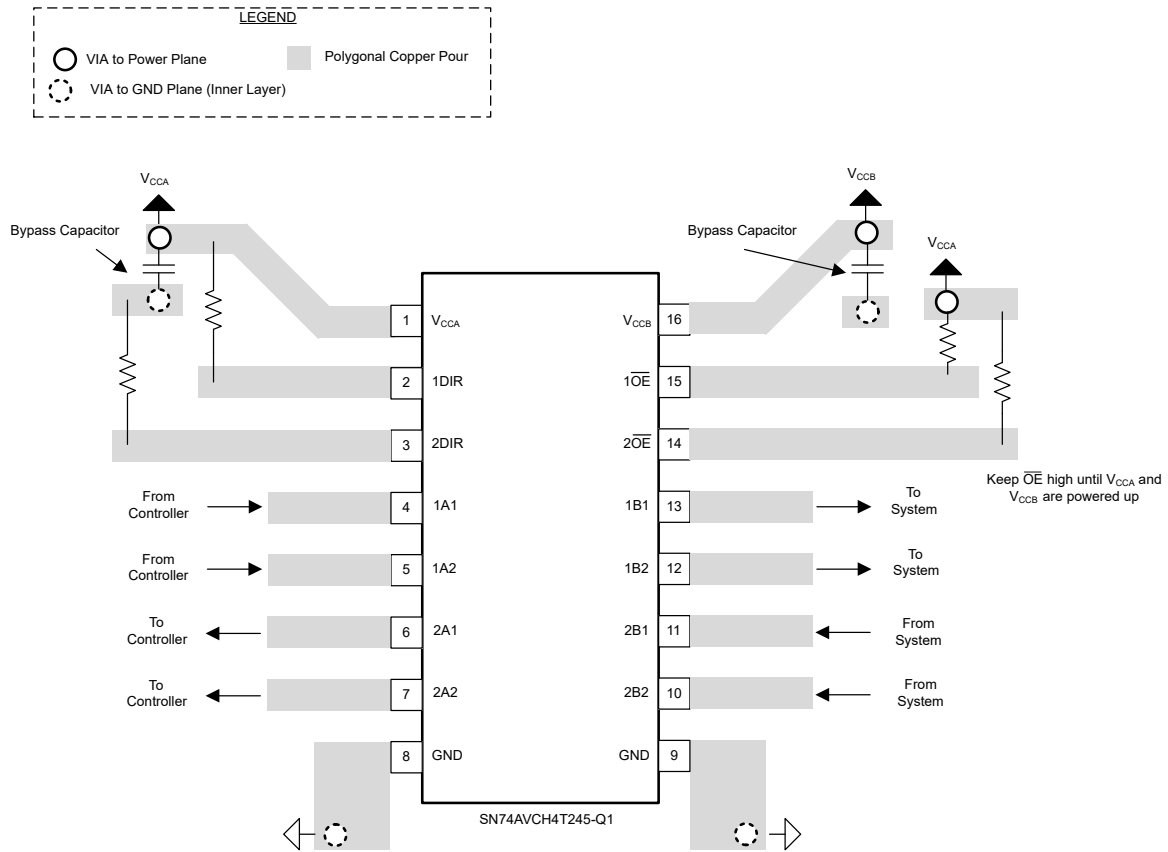 LEGEND
VIA to Power Plane
Polygonal Copper Pour
VIA to GND Plane (Inner Layer)
VCCA
Bypass Capacitor
VCCB
Bypass Capacitor
VCCA
1
VCCA
VCCB
16
2
1DIR
1O̅E̅
15
3
2DIR
2O̅E̅
14
Keep O̅E̅ high until VCCA and
VCCB are powered up
From
Controller
4
1A1
1B1
13
To
System
From
Controller
5
1A2
1B2
12
To
System
To
Controller
6
2A1
2B1
11
From
System
To
Controller
7
2A2
2B2
10
From
System
8
GND
GND
9
SN74AVCH4T245-Q1